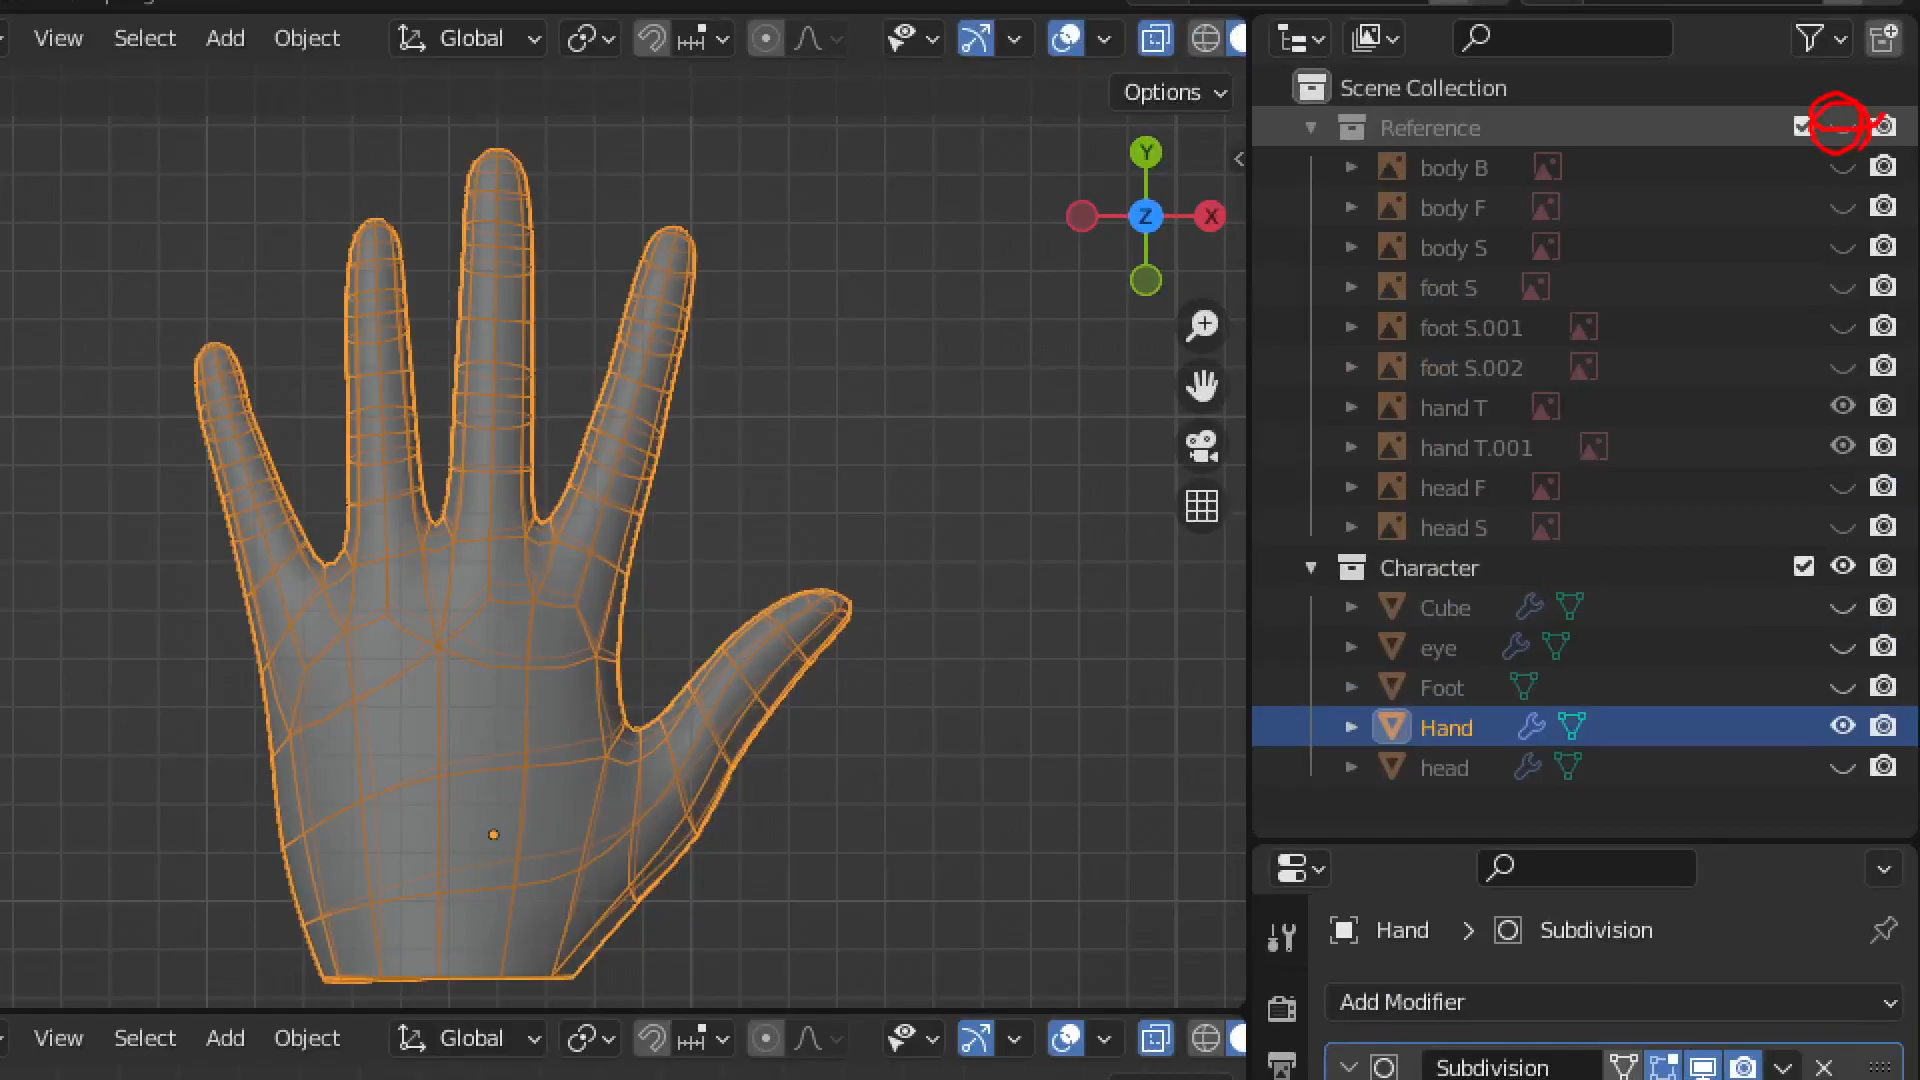 View Select Add Object Global
Options
Y
Z
X
Scene Collection
Reference
body B
body F
body S
foot S
foot S.001
foot S.002
hand T
hand T.001
head F
head S
Character
Cube
eye
Foot
Hand
head
Hand > Subdivision
Add Modifier
Subdivision
View Select Add Object Global